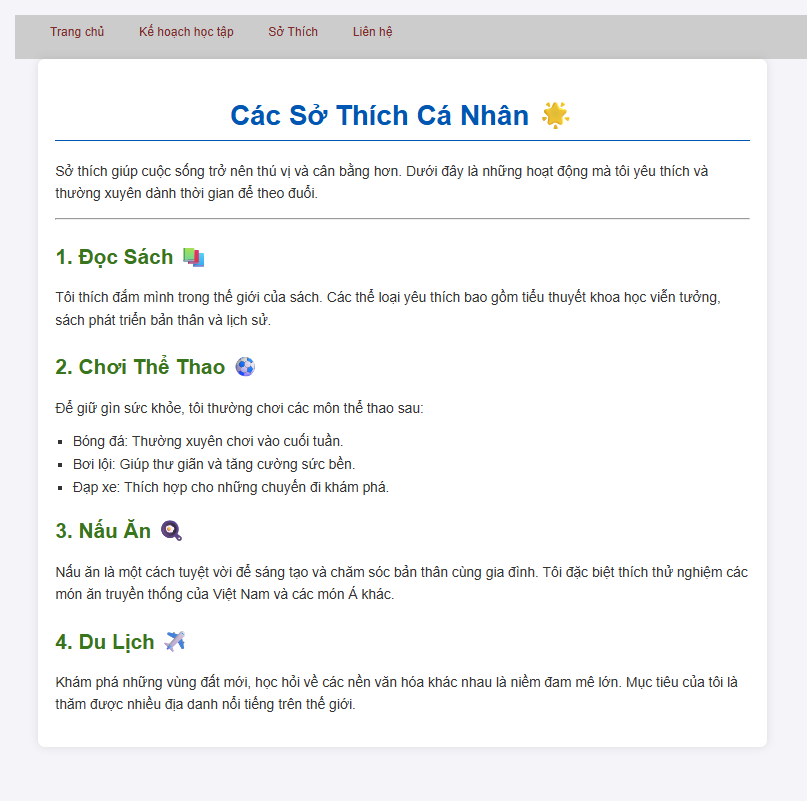 Trang chủ Kế hoạch học tập Sở Thích Liên hệ
Các Sở Thích Cá Nhân 🌟
Sở thích giúp cuộc sống trở nên thú vị và cân bằng hơn. Dưới đây là những hoạt động mà tôi yêu thích và
thường xuyên dành thời gian để theo đuổi.
1. Đọc Sách 📚
Tôi thích đắm mình trong thế giới của sách. Các thể loại yêu thích bao gồm tiểu thuyết khoa học viễn tưởng,
sách phát triển bản thân và lịch sử.
2. Chơi Thể Thao ⚽
Để giữ gìn sức khỏe, tôi thường chơi các môn thể thao sau:
▪ Bóng đá: Thường xuyên chơi vào cuối tuần.
▪ Bơi lội: Giúp thư giãn và tăng cường sức bền.
▪ Đạp xe: Thích hợp cho những chuyến đi khám phá.
3. Nấu Ăn 🍳
Nấu ăn là một cách tuyệt vời để sáng tạo và chăm sóc bản thân cùng gia đình. Tôi đặc biệt thích thử nghiệm các
món ăn truyền thống của Việt Nam và các món Á khác.
4. Du Lịch ✈️
Khám phá những vùng đất mới, học hỏi về các nền văn hóa khác nhau là niềm đam mê lớn. Mục tiêu của tôi là
thăm được nhiều địa danh nổi tiếng trên thế giới.